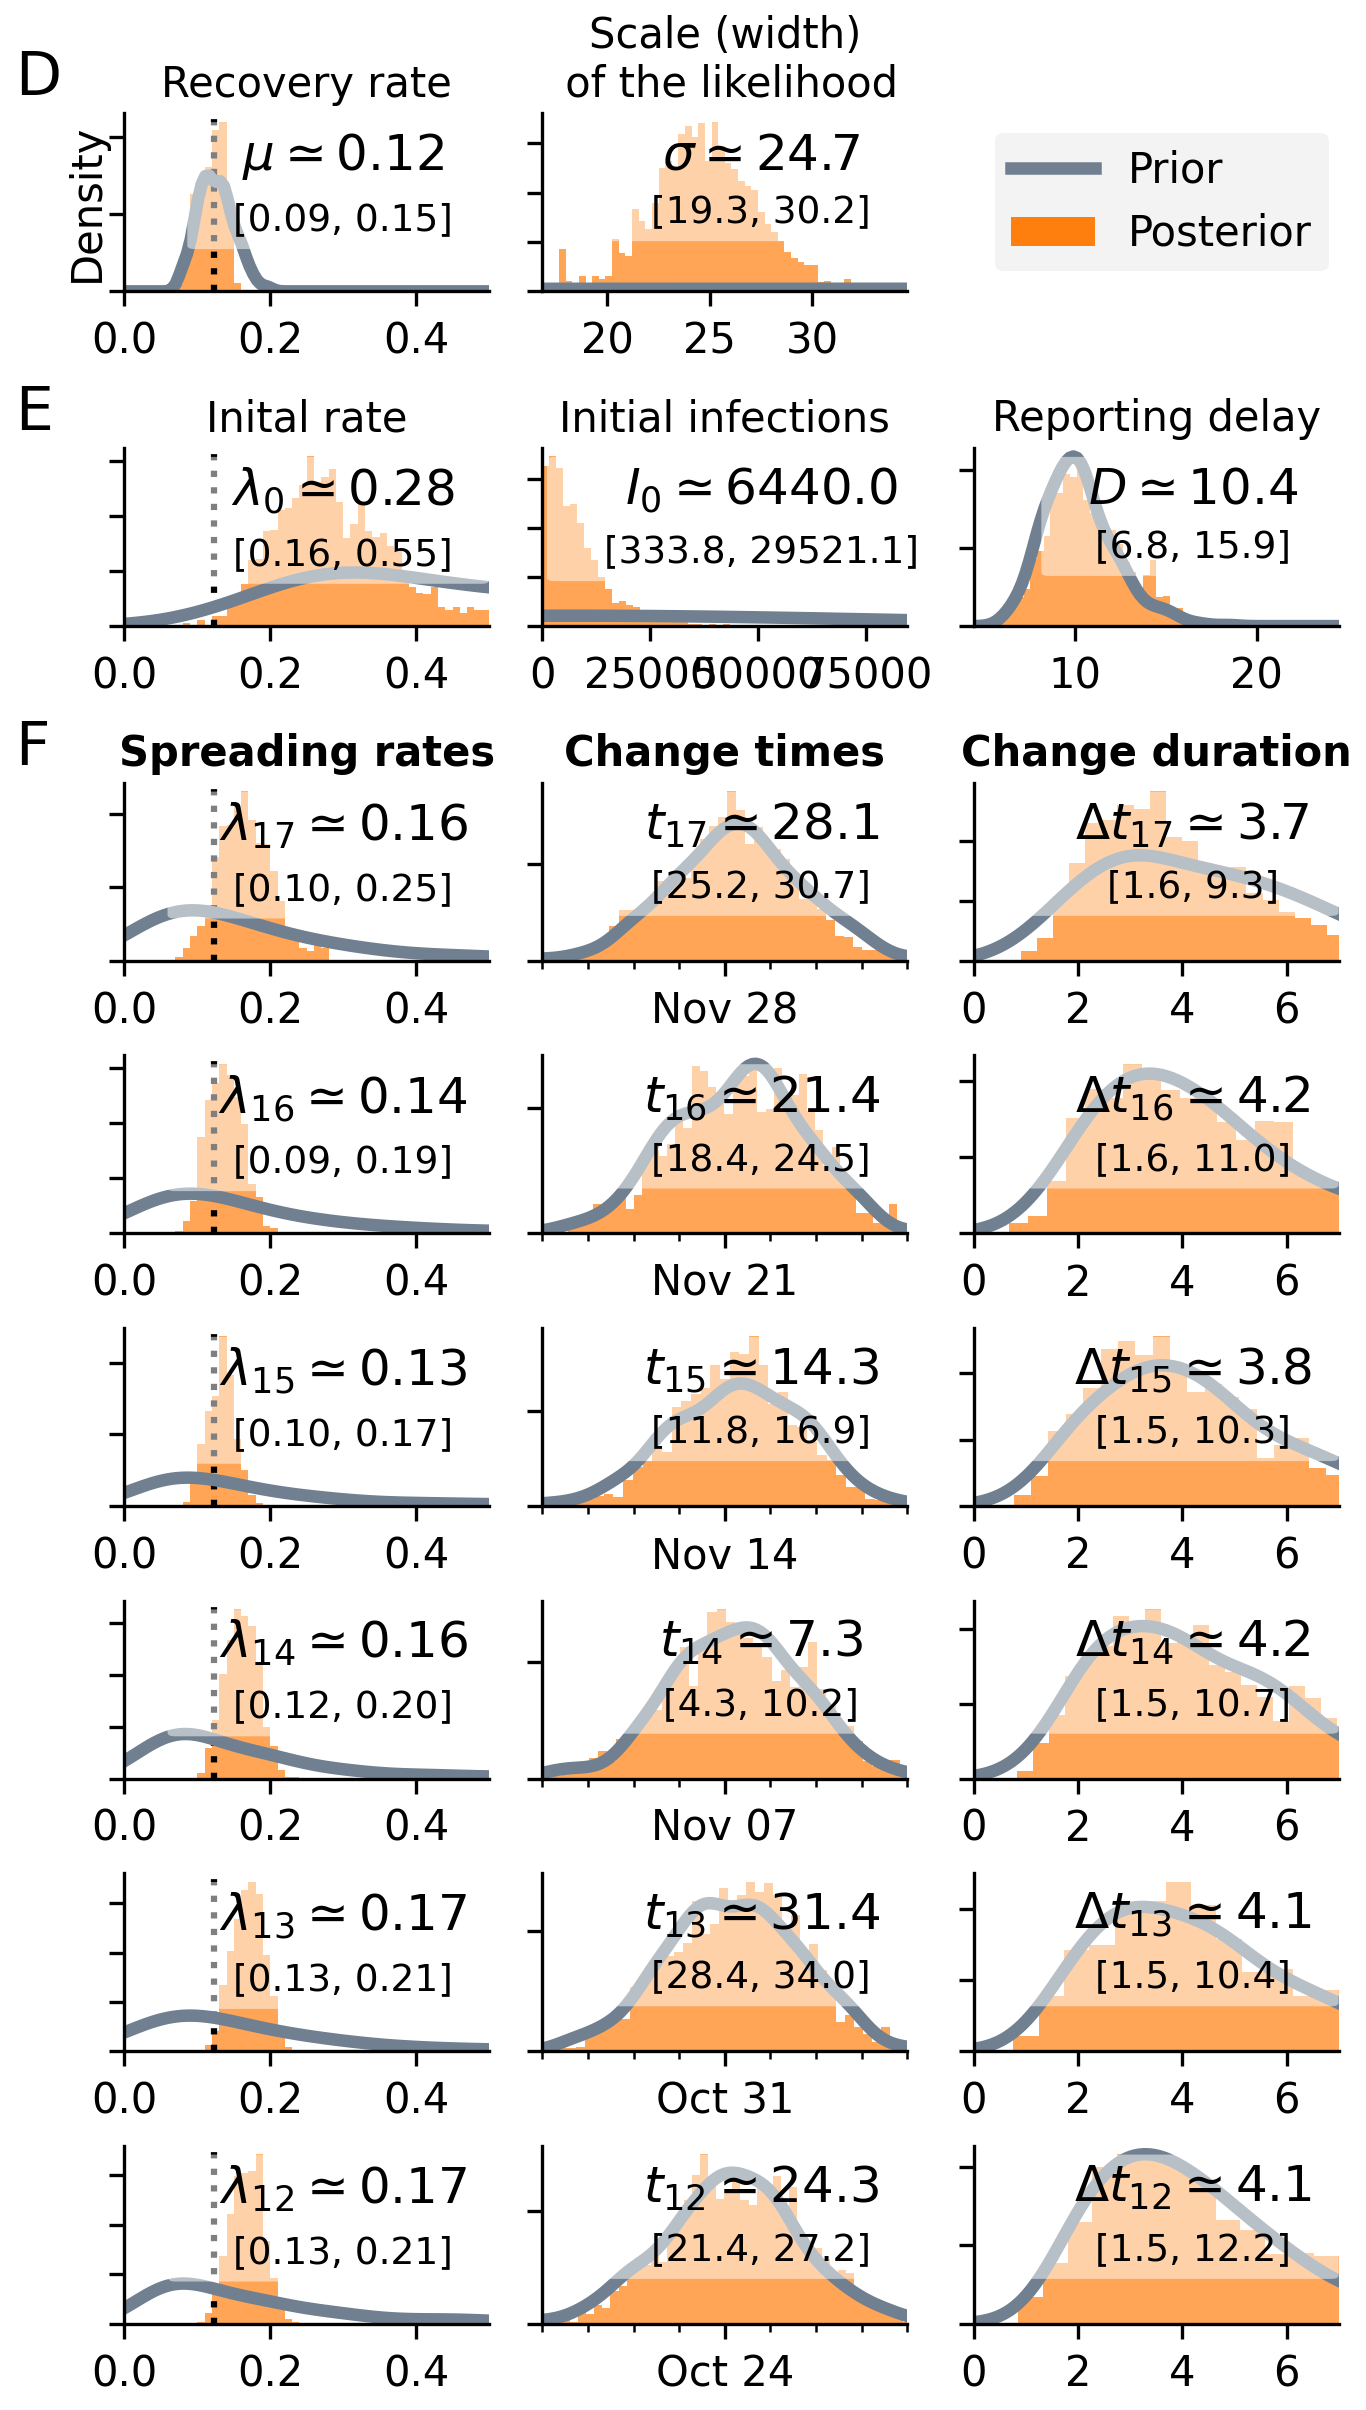 D
Recovery rate
Scale (width)
of the likelihood
Density
μ ≃ 0.12
[0.09, 0.15]
σ ≃ 24.7
[19.3, 30.2]
Prior
Posterior
0.0 0.2 0.4
20 25 30
E
Inital rate
Initial infections
Reporting delay
λ0 ≃ 0.28
[0.16, 0.55]
I0 ≃ 6440.0
[333.8, 29521.1]
D ≃ 10.4
[6.8, 15.9]
0.0 0.2 0.4
0 25000 50000 75000
10 20
F
Spreading rates
Change times
Change duration
λ17 ≃ 0.16
[0.10, 0.25]
t17 ≃ 28.1
[25.2, 30.7]
Δt17 ≃ 3.7
[1.6, 9.3]
0.0 0.2 0.4
Nov 28
0 2 4 6
λ16 ≃ 0.14
[0.09, 0.19]
t16 ≃ 21.4
[18.4, 24.5]
Δt16 ≃ 4.2
[1.6, 11.0]
0.0 0.2 0.4
Nov 21
0 2 4 6
λ15 ≃ 0.13
[0.10, 0.17]
t15 ≃ 14.3
[11.8, 16.9]
Δt15 ≃ 3.8
[1.5, 10.3]
0.0 0.2 0.4
Nov 14
0 2 4 6
λ14 ≃ 0.16
[0.12, 0.20]
t14 ≃ 7.3
[4.3, 10.2]
Δt14 ≃ 4.2
[1.5, 10.7]
0.0 0.2 0.4
Nov 07
0 2 4 6
λ13 ≃ 0.17
[0.13, 0.21]
t13 ≃ 31.4
[28.4, 34.0]
Δt13 ≃ 4.1
[1.5, 10.4]
0.0 0.2 0.4
Oct 31
0 2 4 6
λ12 ≃ 0.17
[0.13, 0.21]
t12 ≃ 24.3
[21.4, 27.2]
Δt12 ≃ 4.1
[1.5, 12.2]
0.0 0.2 0.4
Oct 24
0 2 4 6